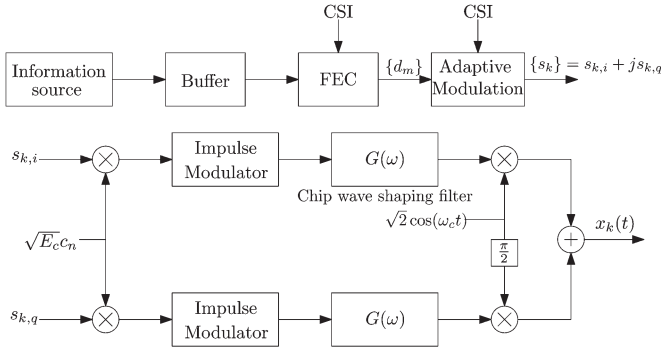 CSI
CSI
Information source
Buffer
FEC
{d_m}
Adaptive Modulation
{s_k} = s_{k,i} + js_{k,q}
s_{k,i}
Impulse Modulator
G(ω)
Chip wave shaping filter
√2 cos(ω_c t)
√E_c c_n
π/2
x_k(t)
s_{k,q}
Impulse Modulator
G(ω)